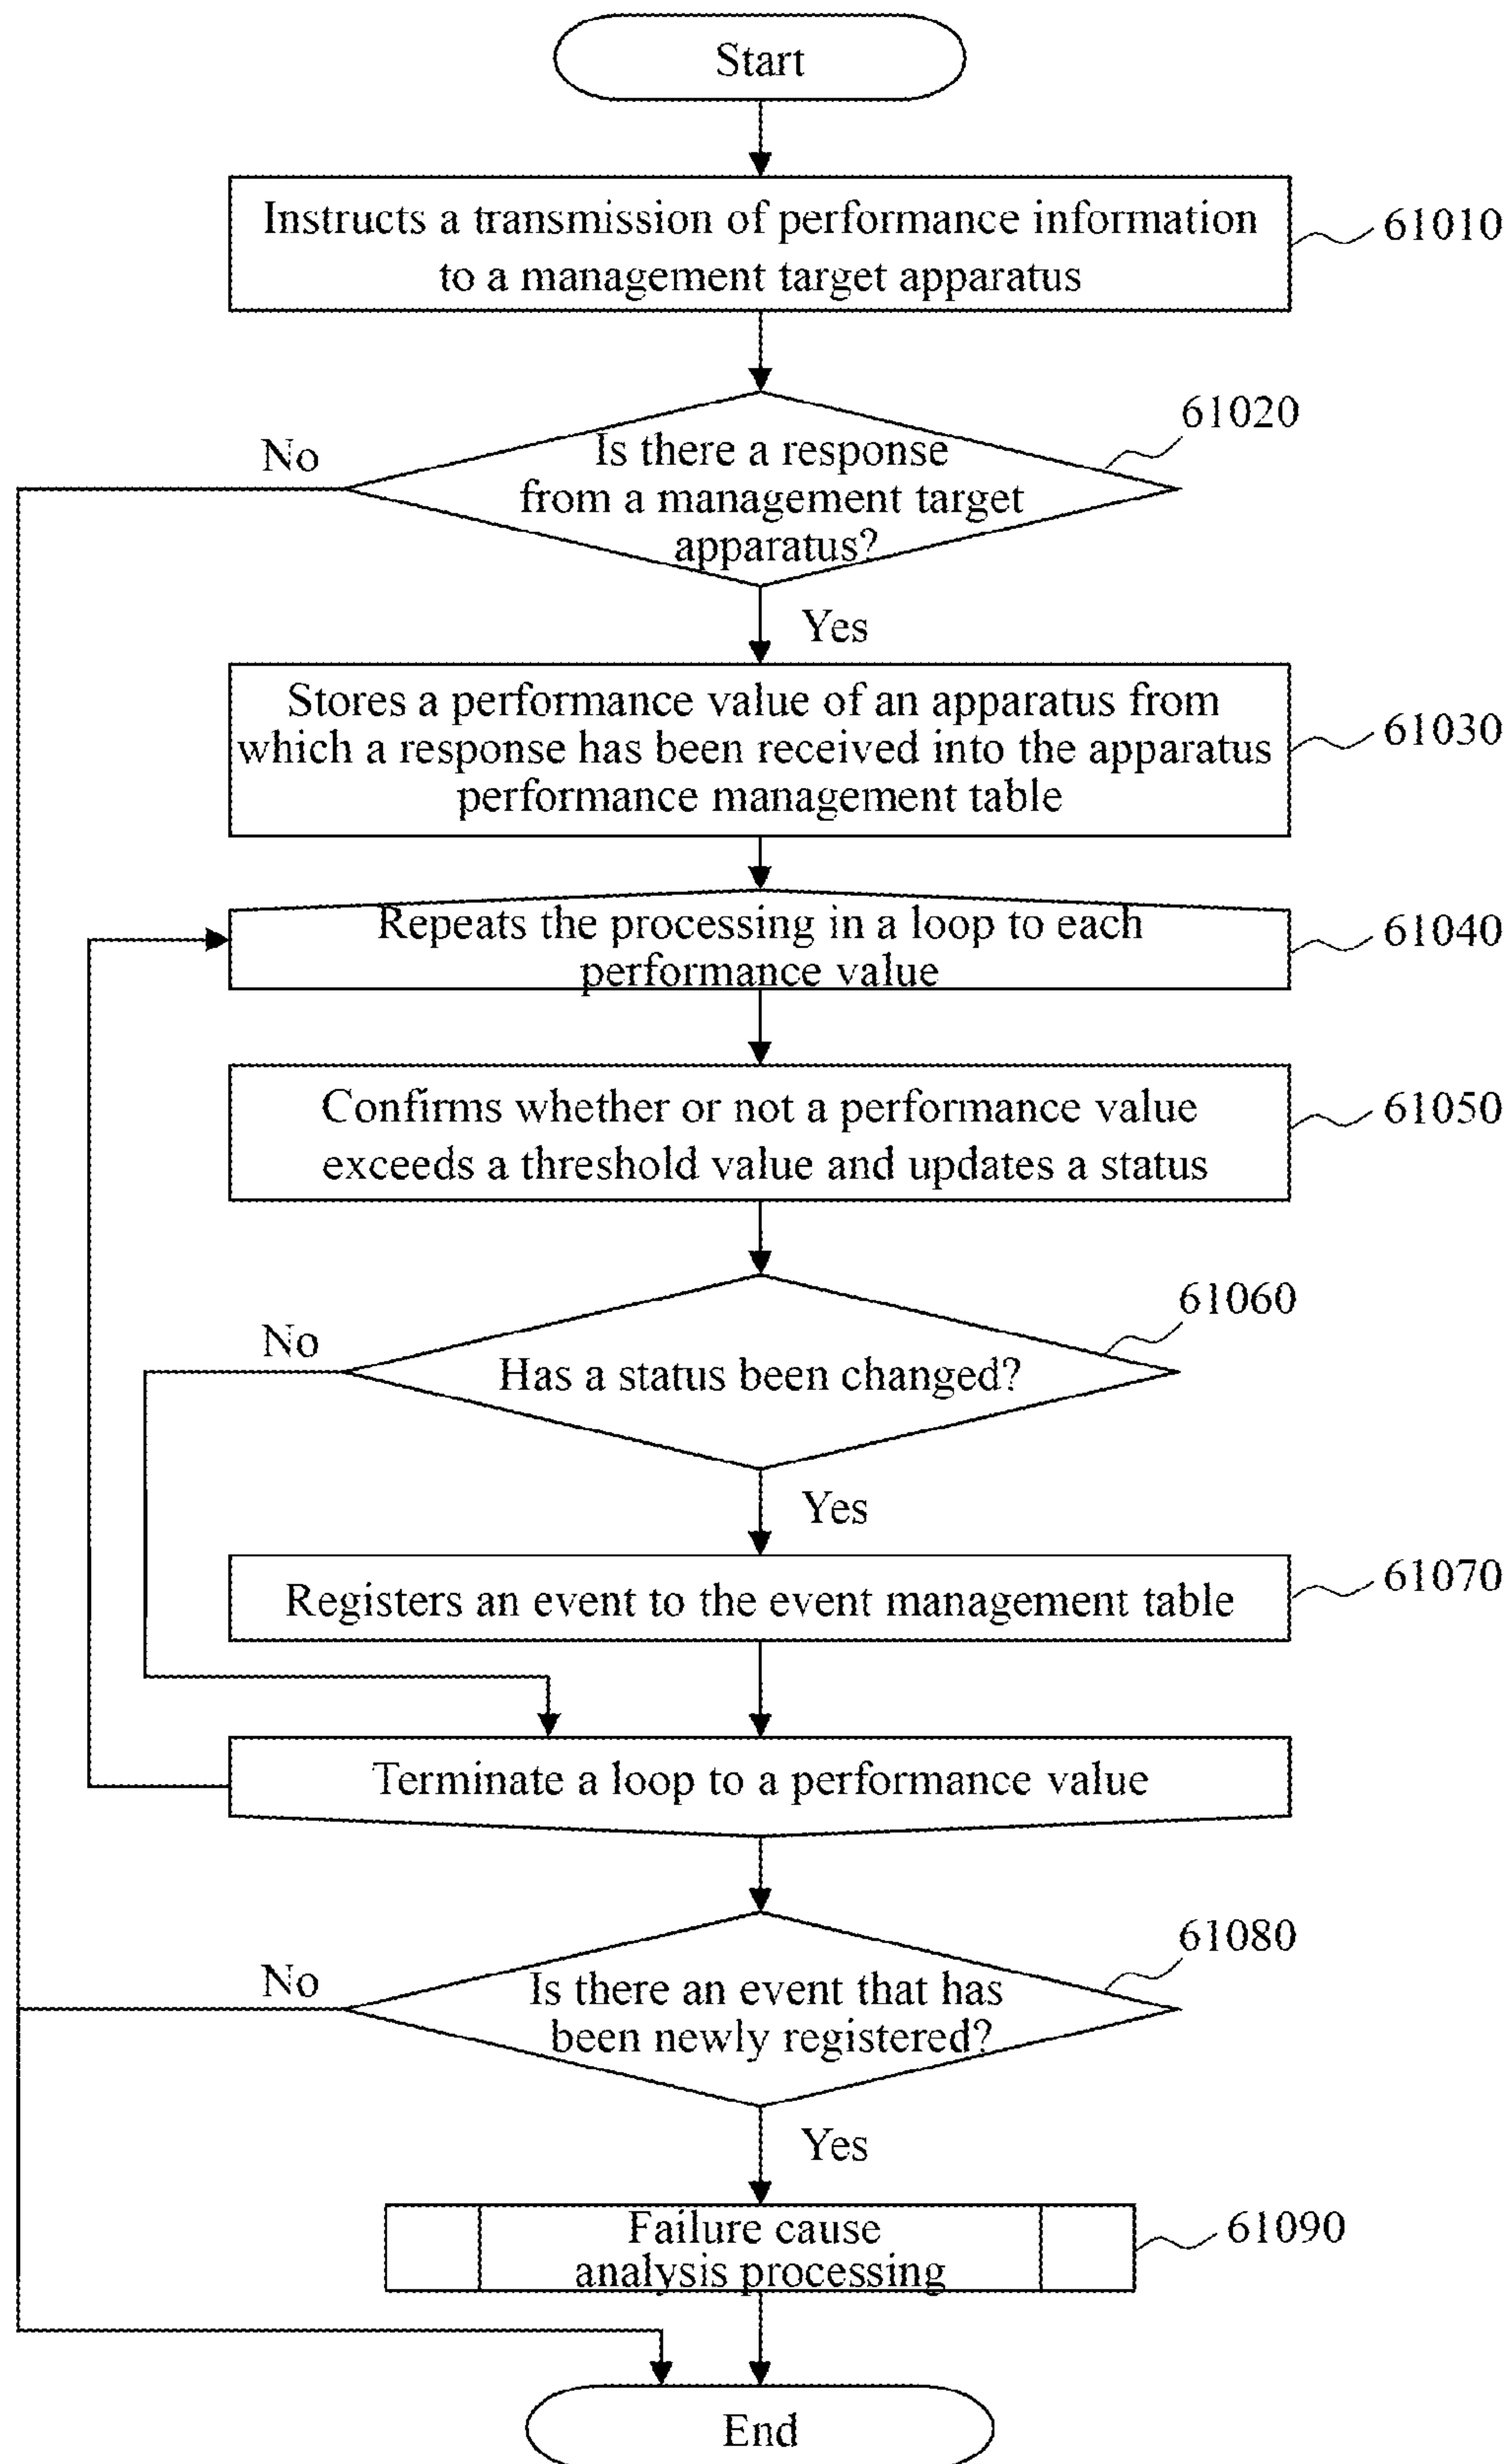 Start
Instructs a transmission of performance information
to a management target apparatus
61010
61020
No
Is there a response
from a management target
apparatus?
Yes
Stores a performance value of an apparatus from
which a response has been received into the apparatus
performance management table
61030
Repeats the processing in a loop to each
performance value
61040
Confirms whether or not a performance value
exceeds a threshold value and updates a status
61050
61060
No
Has a status been changed?
Yes
Registers an event to the event management table
61070
Terminate a loop to a performance value
61080
No
Is there an event that has
been newly registered?
Yes
Failure cause
analysis processing
61090
End